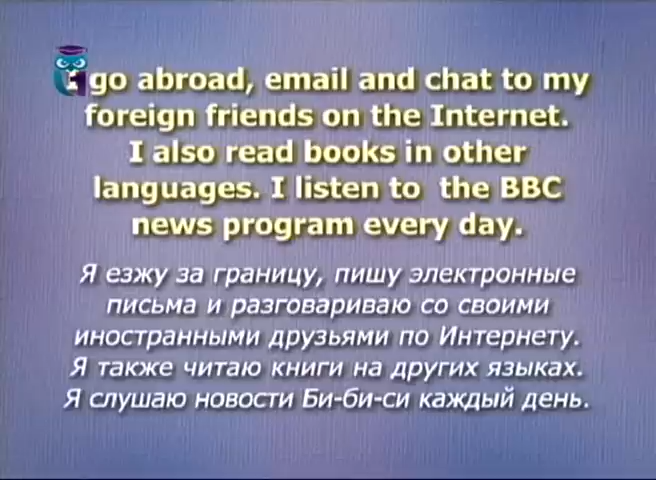 go abroad, email and chat to my
foreign friends on the Internet.
I also read books in other
languages. I listen to the BBC
news program every day.
Я езжу за границу, пишу электронные
письма и разговариваю со своими
иностранными друзьями по Интернету.
Я также читаю книги на других языках.
Я слушаю новости Би-би-си каждый день.